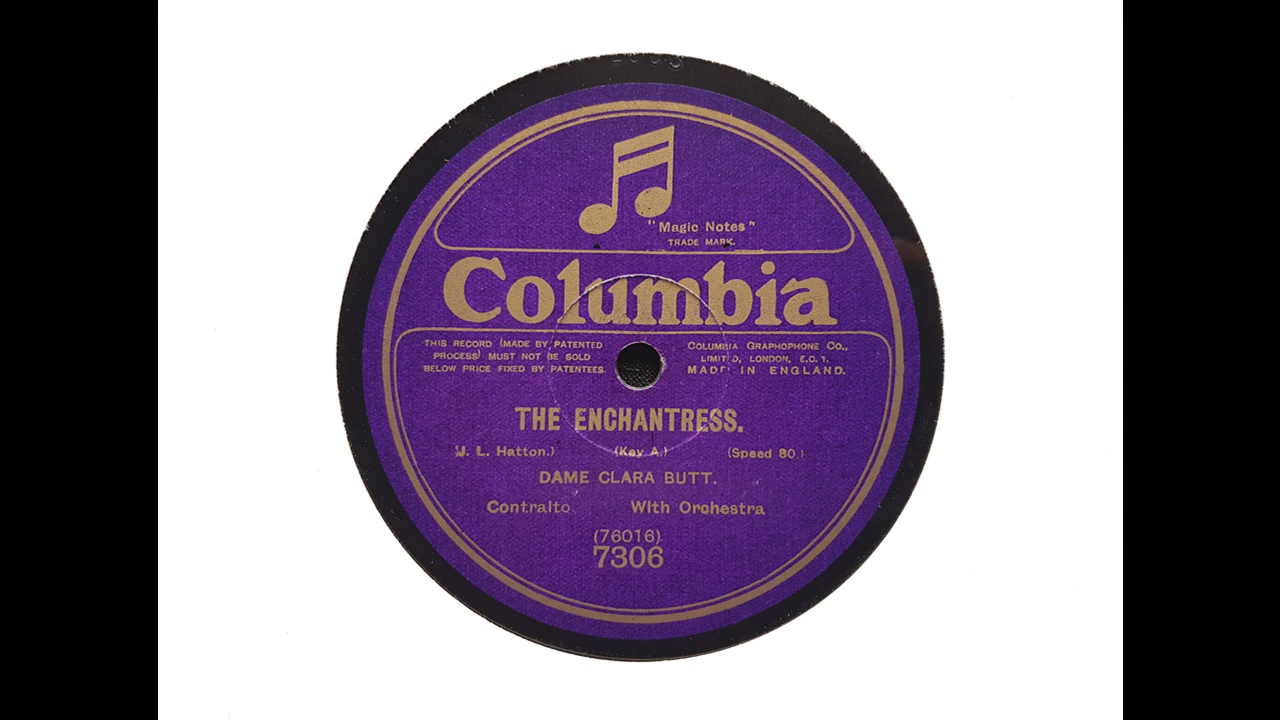 "Magic Notes"
TRADE MARK.
Columbia
THIS RECORD (MADE BY PATENTED
PROCESS) MUST NOT BE SOLD
BELOW PRICE FIXED BY PATENTEES.
COLUMBIA GRAPHOPHONE Co.,
LIMITED, LONDON, E.C. 1.
MADE IN ENGLAND.
THE ENCHANTRESS.
(J. L. Hatton.) (Key A.) (Speed 80.)
DAME CLARA BUTT.
Contralto With Orchestra
(76016)
7306